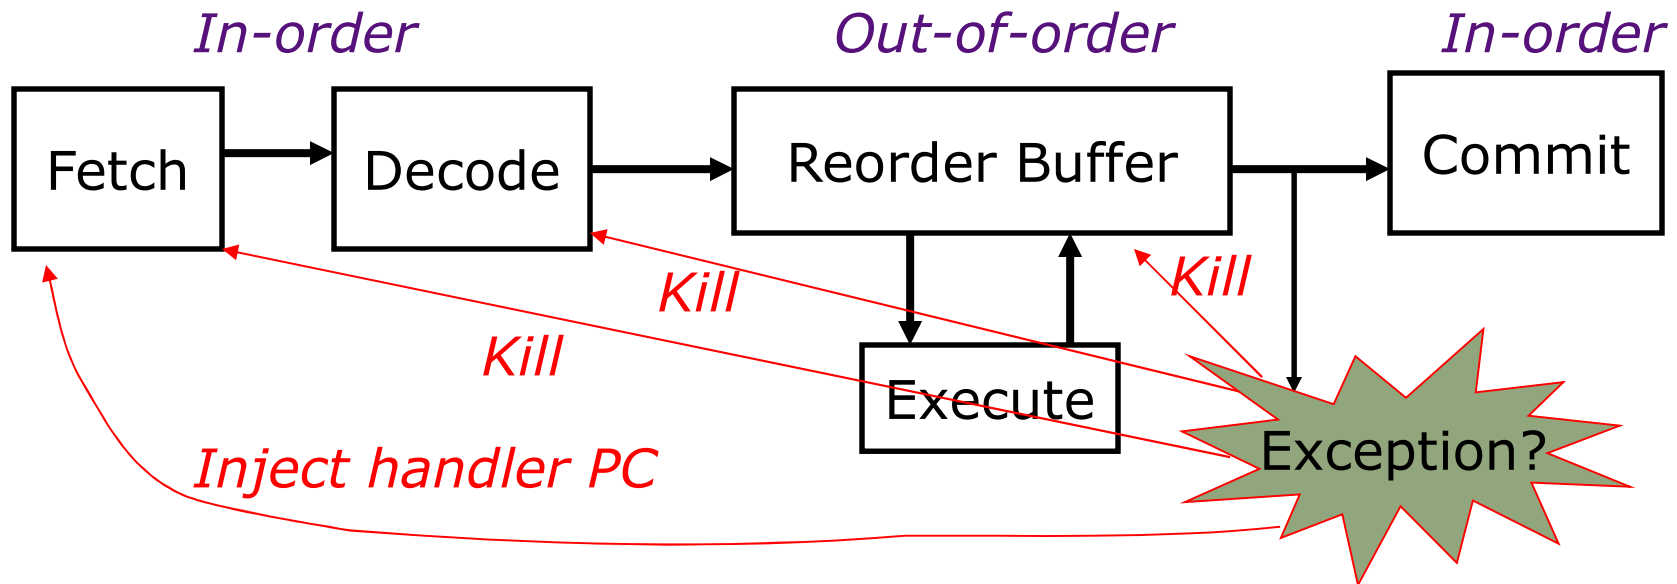 In-order
Out-of-order
In-order
Fetch
Decode
Reorder Buffer
Commit
Kill
Kill
Kill
Execute
Exception?
Inject handler PC